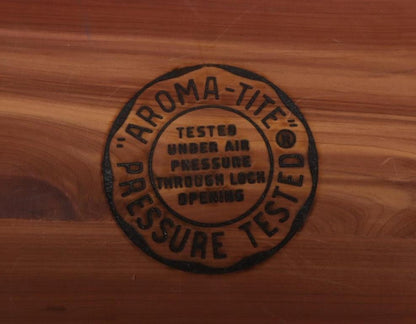 "AROMA-TITE"®
PRESSURE TESTED
TESTED
UNDER AIR
PRESSURE
THROUGH LOCK
OPENING